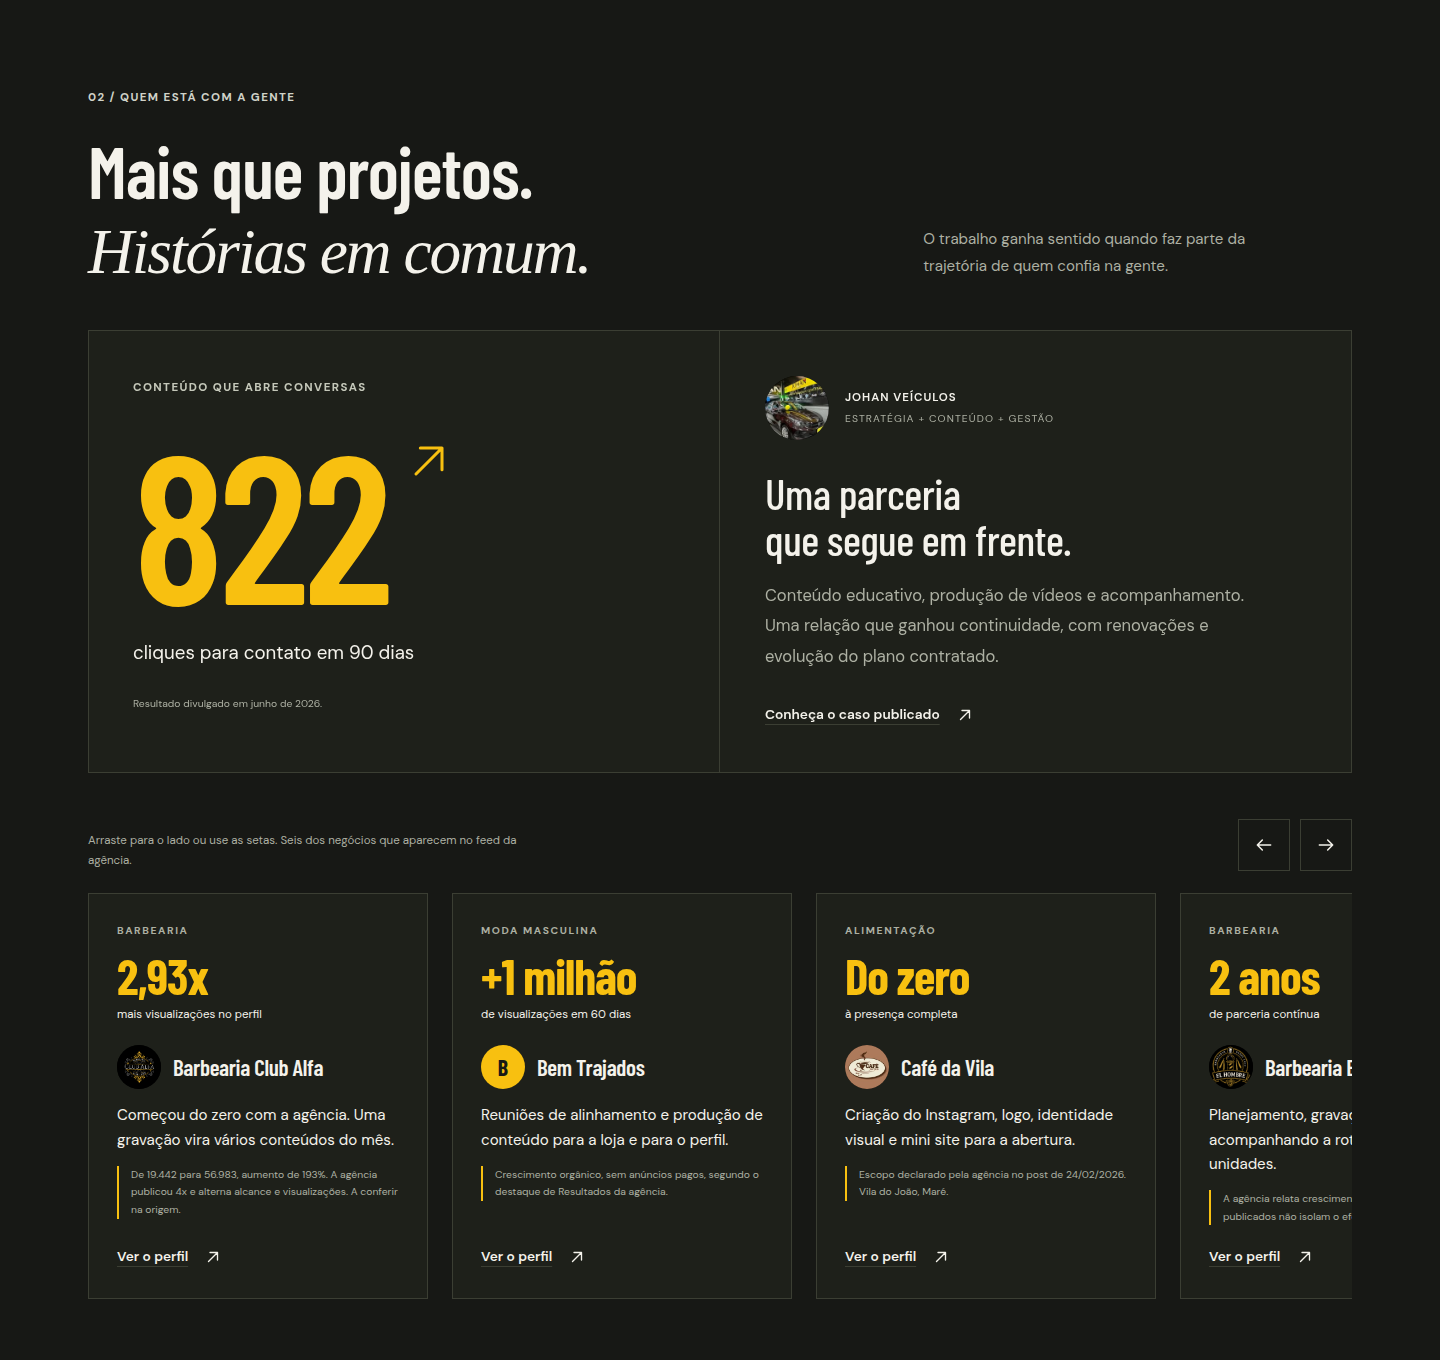 02 / QUEM ESTÁ COM A GENTE
Mais que projetos.
Histórias em comum.
O trabalho ganha sentido quando faz parte da
trajetória de quem confia na gente.
CONTEÚDO QUE ABRE CONVERSAS
822
cliques para contato em 90 dias
Resultado divulgado em junho de 2026.
JOHAN VEÍCULOS
ESTRATÉGIA + CONTEÚDO + GESTÃO
Uma parceria
que segue em frente.
Conteúdo educativo, produção de vídeos e acompanhamento.
Uma relação que ganhou continuidade, com renovações e
evolução do plano contratado.
Conheça o caso publicado
Arraste para o lado ou use as setas. Seis dos negócios que aparecem no feed da
agência.
BARBEARIA
2,93x
mais visualizações no perfil
Barbearia Club Alfa
Começou do zero com a agência. Uma
gravação vira vários conteúdos do mês.
De 19.442 para 56.983, aumento de 193%. A agência
publicou 4x e alterna alcance e visualizações. A conferir
na origem.
Ver o perfil
MODA MASCULINA
+1 milhão
de visualizações em 60 dias
B
Bem Trajados
Reuniões de alinhamento e produção de
conteúdo para a loja e para o perfil.
Crescimento orgânico, sem anúncios pagos, segundo o
destaque de Resultados da agência.
Ver o perfil
ALIMENTAÇÃO
Do zero
à presença completa
CAFÉ
Café da Vila
Criação do Instagram, logo, identidade
visual e mini site para a abertura.
Escopo declarado pela agência no post de 24/02/2026.
Vila do João, Maré.
Ver o perfil
BARBEARIA
2 anos
de parceria contínua
EL HOMBRE
Barbearia
Planejamento,
acompanhando a
unidades.
A agência relata
publicados não isolam o
Ver o perfil